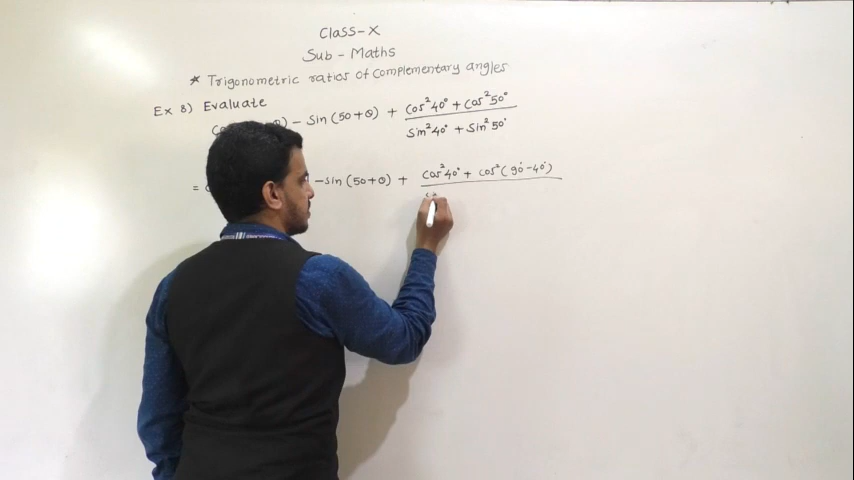 Class-X
Sub - Maths
* Trigonometric ratios of Complementary angles
Ex 8) Evaluate
θ) - sin (50+θ) + (cos²40° + cos²50°) / (sin²40° + sin²50°)
= - sin (50+θ) + cos²40° + cos² (90° - 40°)